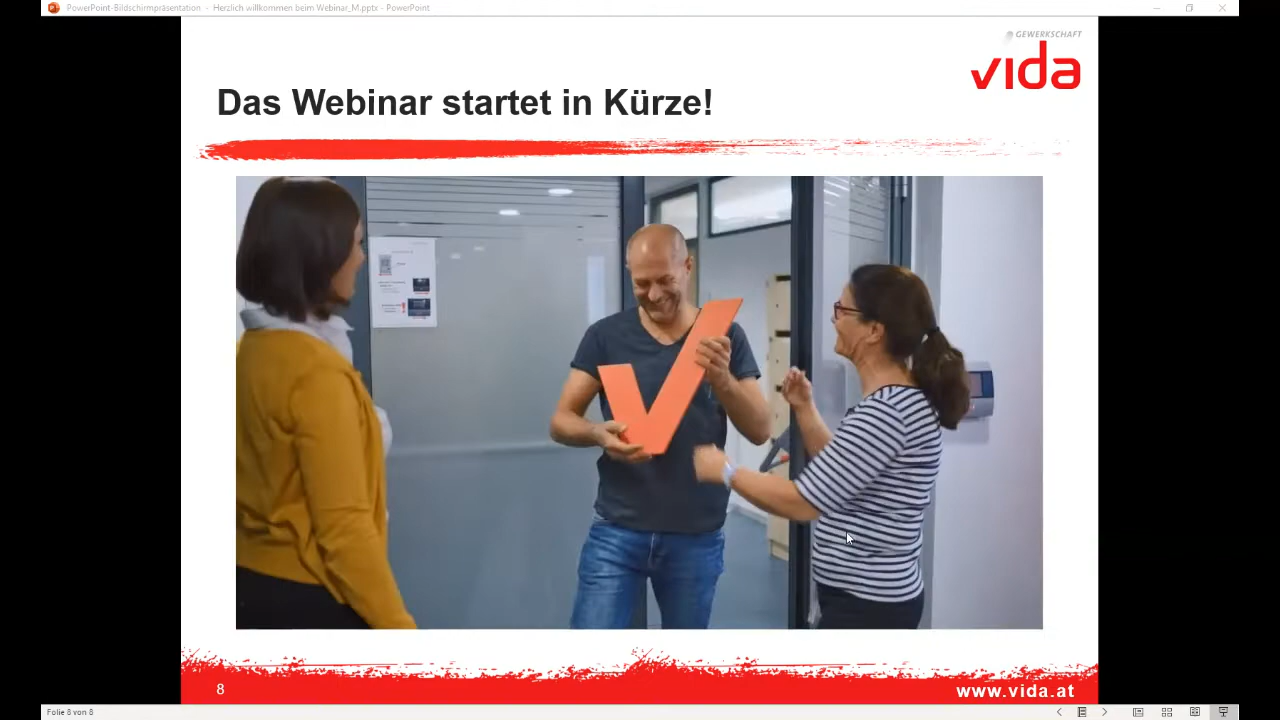 PowerPoint-Bildschirmpräsentation - Herzlich willkommen beim Webinar_M.pptx - PowerPoint
GEWERKSCHAFT
vida
Das Webinar startet in Kürze!
V
8
www.vida.at
Folie 8 von 8